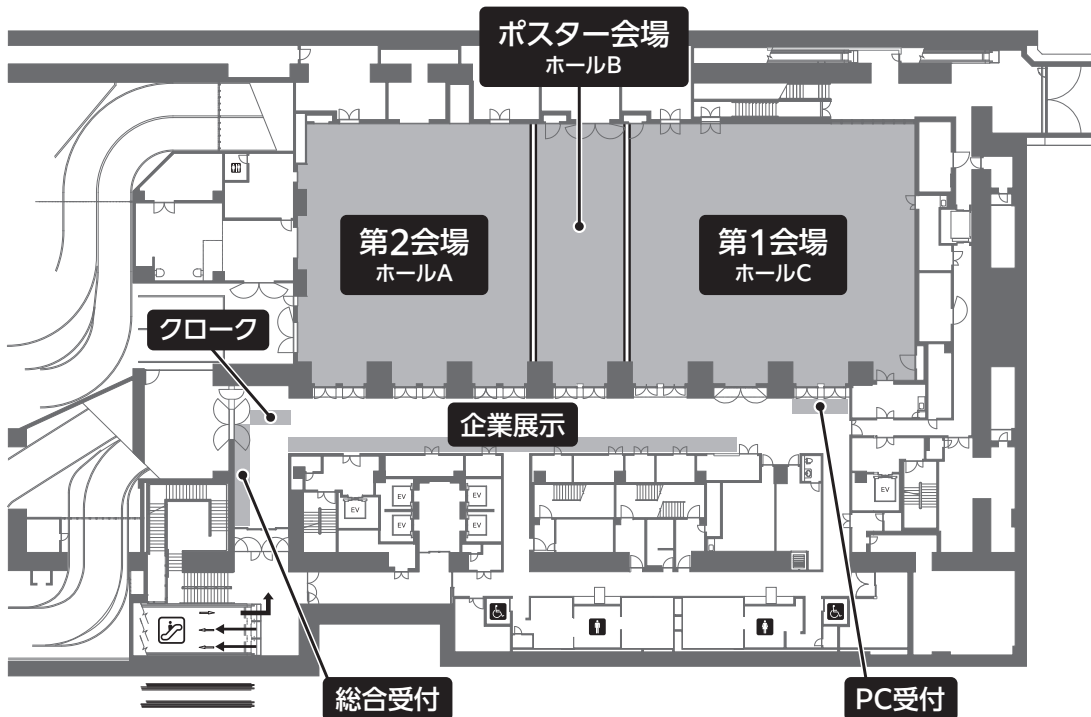 ポスター会場
ホールB
第2会場
ホールA
第1会場
ホールC
クローク
企業展示
EV
EV
EV
EV
EV
EV
総合受付
PC受付